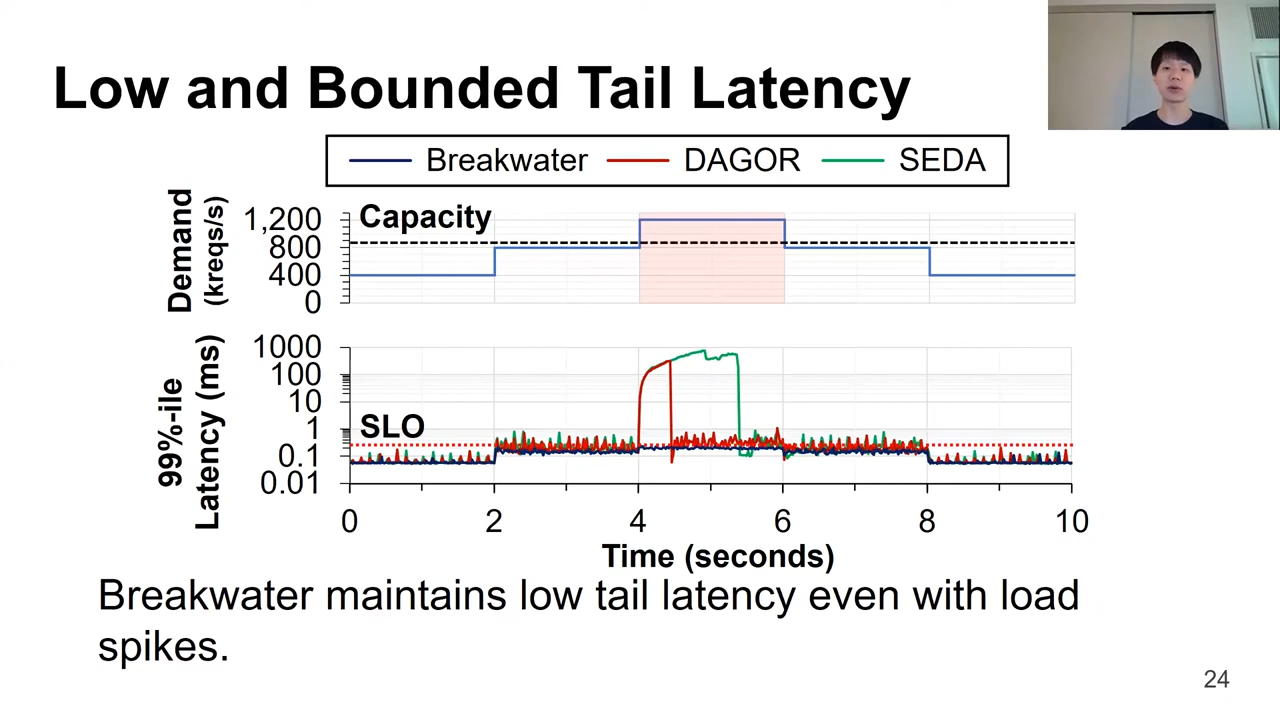 Low and Bounded Tail Latency
Breakwater DAGOR SEDA
Demand
(kreqs/s)
1,200
800
400
0
Capacity
99%-ile
Latency (ms)
1000
100
10
1
0.1
0.01
SLO
0 2 4 6 8 10
Time (seconds)
Breakwater maintains low tail latency even with load
spikes.
24